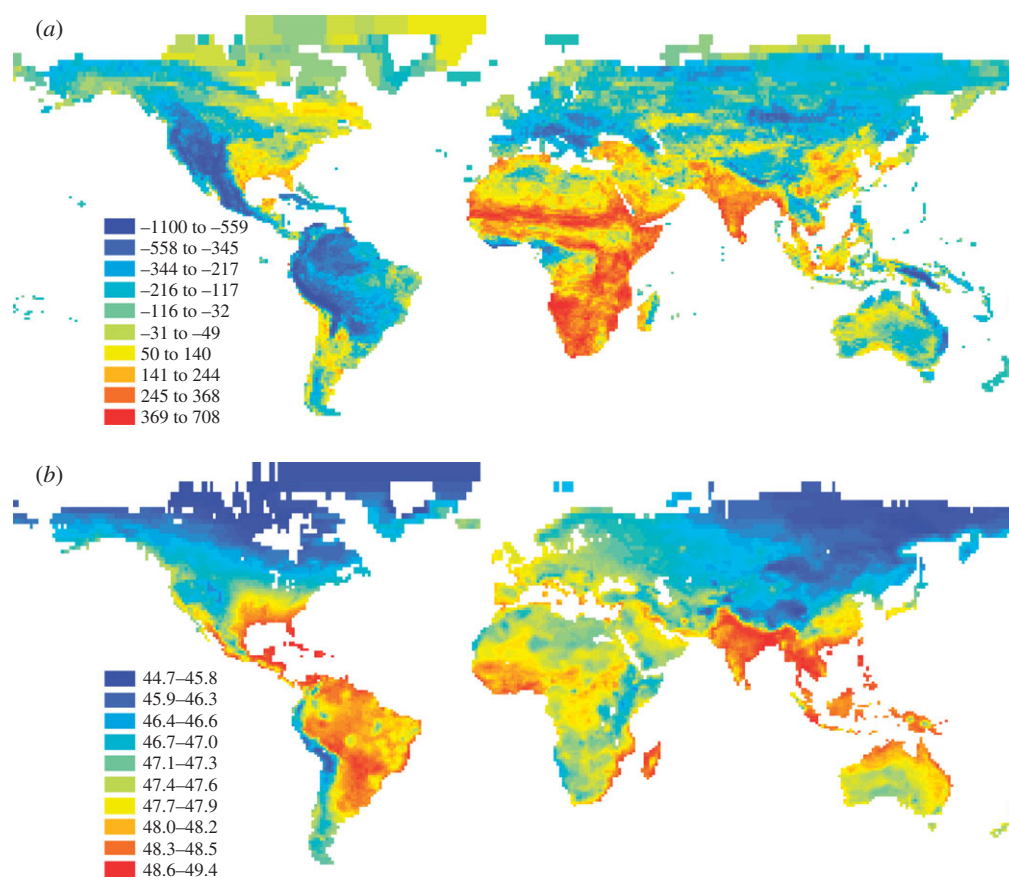 (a)
–1100 to –559
–558 to –345
–344 to –217
–216 to –117
–116 to –32
–31 to –49
50 to 140
141 to 244
245 to 368
369 to 708
(b)
44.7–45.8
45.9–46.3
46.4–46.6
46.7–47.0
47.1–47.3
47.4–47.6
47.7–47.9
48.0–48.2
48.3–48.5
48.6–49.4